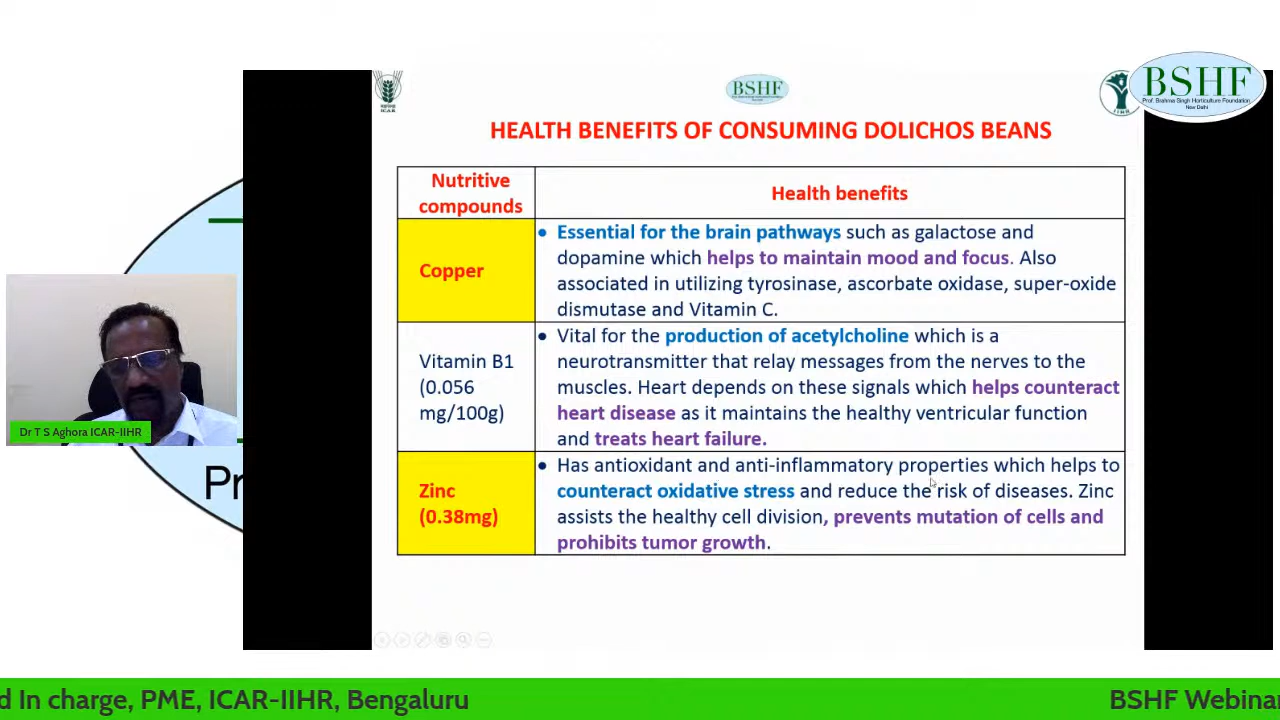 BSHF
Prof. Brahma Singh Horticulture Foundation
New Delhi
ICAR
BSHF
IIHR
HEALTH BENEFITS OF CONSUMING DOLICHOS BEANS
Nutritive
compounds
Health benefits
Copper
• Essential for the brain pathways such as galactose and
dopamine which helps to maintain mood and focus. Also
associated in utilizing tyrosinase, ascorbate oxidase, super-oxide
dismutase and Vitamin C.
Vitamin B1
(0.056
mg/100g)
• Vital for the production of acetylcholine which is a
neurotransmitter that relay messages from the nerves to the
muscles. Heart depends on these signals which helps counteract
heart disease as it maintains the healthy ventricular function
and treats heart failure.
Zinc
(0.38mg)
• Has antioxidant and anti-inflammatory properties which helps to
counteract oxidative stress and reduce the risk of diseases. Zinc
assists the healthy cell division, prevents mutation of cells and
prohibits tumor growth.
Dr T S Aghora ICAR-IIHR
Pr
d In charge, PME, ICAR-IIHR, Bengaluru
BSHF Webinar